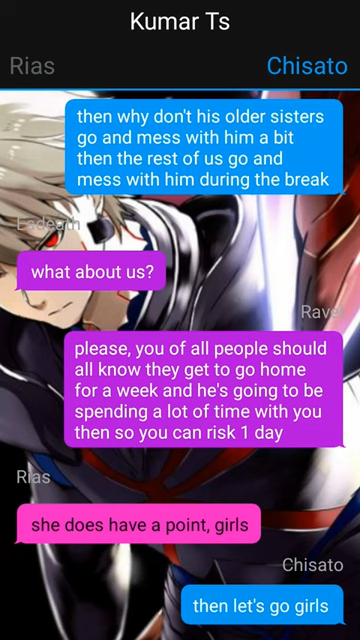 Kumar Ts
Rias
Chisato
then why don't his older sisters
go and mess with him a bit
then the rest of us go and
mess with him during the break
what about us?
Ravel
please, you of all people should
all know they get to go home
for a week and he's going to be
spending a lot of time with you
then so you can risk 1 day
Rias
she does have a point, girls
Chisato
then let's go girls